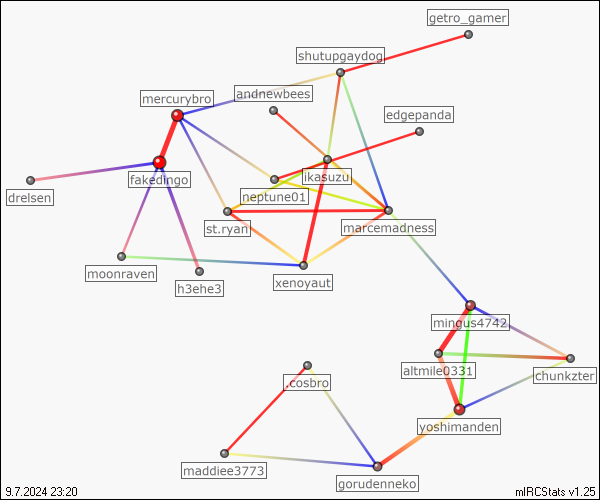 getro_gamer
shutupgaydog
andnewbees
mercurybro
edgepanda
fakedingo
ikasuzu
drelsen
neptune01
st.ryan
marcemadness
moonraven
xenoyaut
h3ehe3
mingus4742
altmile0331
chunkzter
.cosbro
yoshimanden
maddiee3773
gorudenneko
9.7.2024 23:20
mIRCStats v1.25